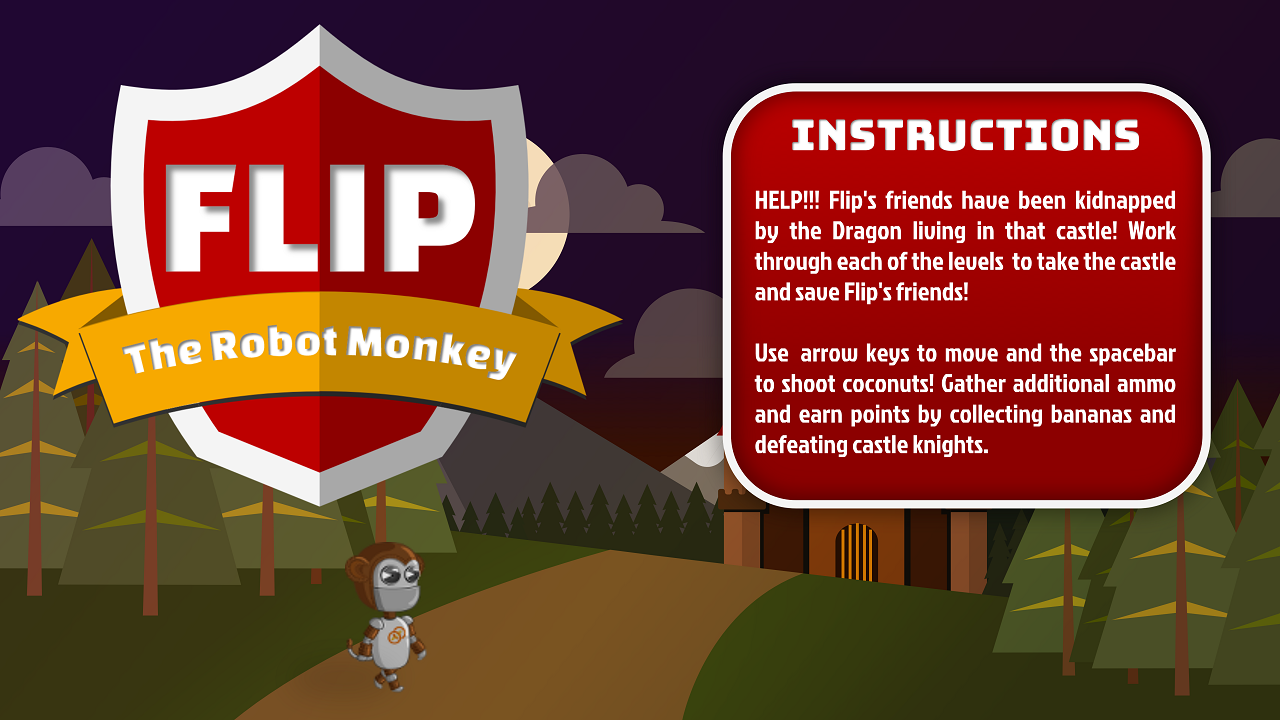 FLIP
The Robot Monkey
INSTRUCTIONS
HELP!!! Flip's friends have been kidnapped
by the Dragon living in that castle! Work
through each of the levels to take the castle
and save Flip's friends!
Use arrow keys to move and the spacebar
to shoot coconuts! Gather additional ammo
and earn points by collecting bananas and
defeating castle knights.